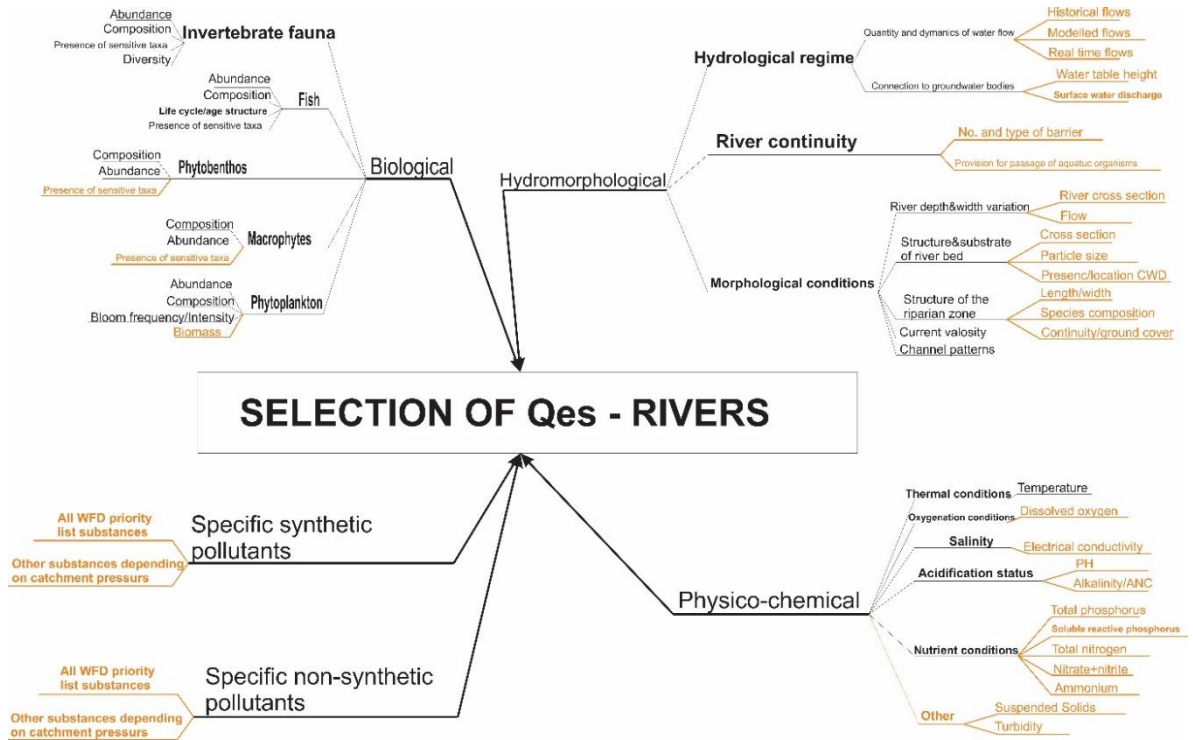 Abundance
Composition
Presence of sensitive taxa
Diversity
Invertebrate fauna
Abundance
Composition
Life cycle/age structure
Presence of sensitive taxa
Fish
Composition
Abundance
Presence of sensitive taxa
Phytobenthos
Composition
Abundance
Presence of sensitive taxa
Macrophytes
Abundance
Composition
Bloom frequency/Intensity
Biomass
Phytoplankton
Biological
Hydromorphological
Hydrological regime
Quantity and dymanics of water flow
Historical flows
Modelled flows
Real time flows
Connection to groundwater bodies
Water table height
Surface water discharge
River continuity
No. and type of barrier
Provision for passage of aquatuc organisms
Morphological conditions
River depth&width variation
River cross section
Flow
Structure&substrate
of river bed
Cross section
Particle size
Presenc/location CWD
Structure of the
riparian zone
Length/width
Species composition
Continuity/ground cover
Current valosity
Channel patterns
SELECTION OF Qes - RIVERS
Specific synthetic
pollutants
All WFD priority
list substances
Other substances depending
on catchment pressurs
Specific non-synthetic
pollutants
All WFD priority
list substances
Other substances depending
on catchment pressurs
Physico-chemical
Thermal conditions
Temperature
Oxygenation conditions
Dissolved oxygen
Salinity
Electrical conductivity
Acidification status
PH
Alkalinity/ANC
Nutrient conditions
Total phosphorus
Soluble reactive phosphorus
Total nitrogen
Nitrate+nitrite
Ammonium
Other
Suspended Solids
Turbidity